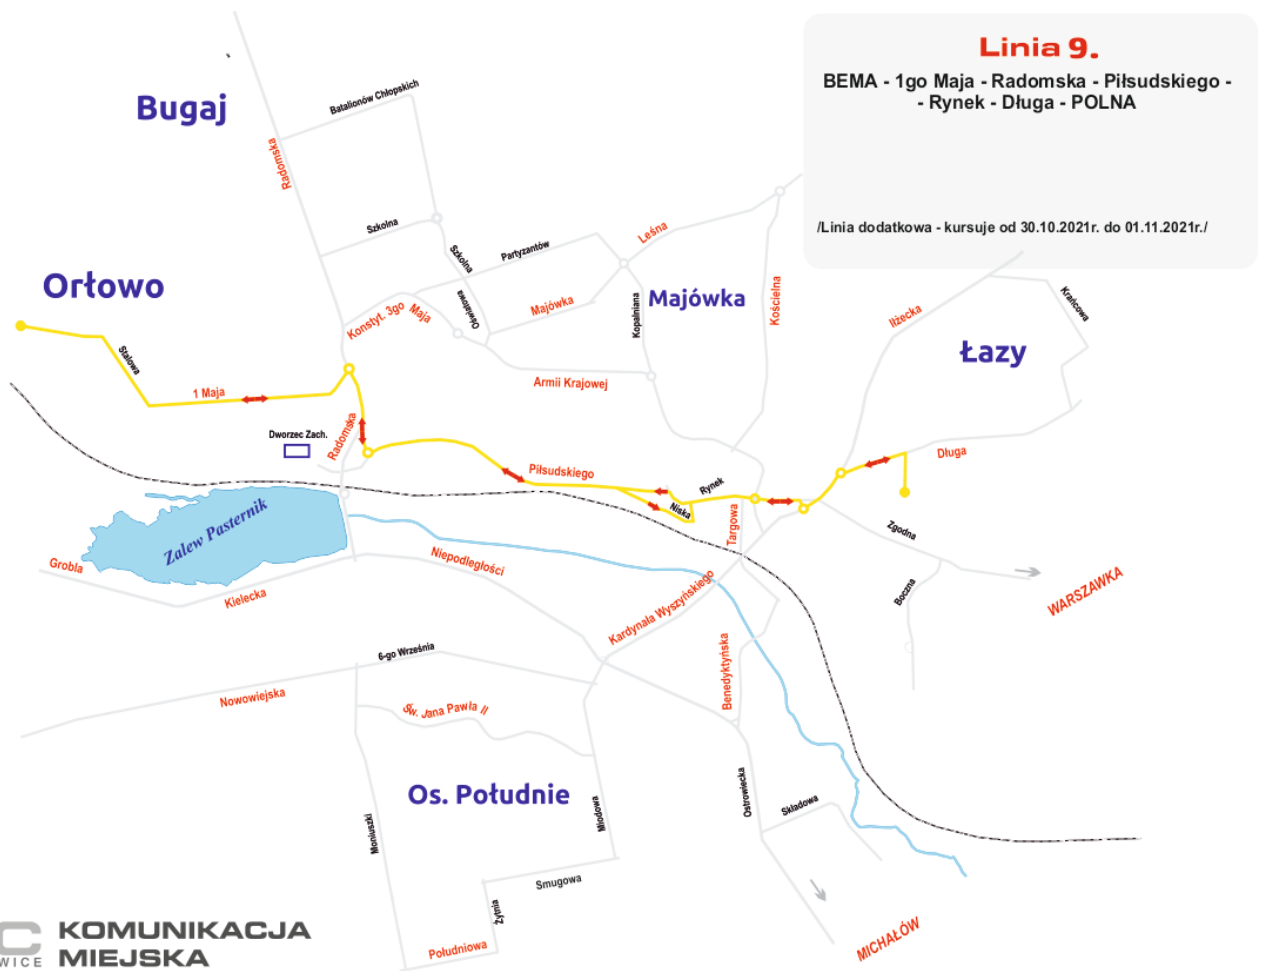 Linia 9.
BEMA - 1go Maja - Radomska - Piłsudskiego -
- Rynek - Długa - POLNA
/Linia dodatkowa - kursuje od 30.10.2021r. do 01.11.2021r./
Bugaj
Batalionów Chłopskich
Radomska
Szkolna
Szkolna
Partyzantów
Leśna
Orłowo
Konstyt. 3go Maja
Oświatowa
Majówka
Kopalniana
Majówka
Kościelna
Iłżecka
Krańcowa
Łazy
Stalowa
1 Maja
Armii Krajowej
Dworzec Zach.
Radomska
Piłsudskiego
Rynek
Niska
Targowa
Długa
Zgodna
Zalew Pasternik
Grobla
Kielecka
Niepodległości
Kardynała Wyszyńskiego
Boczna
WARSZAWKA
6-go Września
Nowowiejska
Św. Jana Pawła II
Benedyktyńska
Os. Południe
Moniuszki
Miodowa
Ostrowiecka
Składowa
Smugowa
Żytnia
Południowa
MICHAŁÓW
C
WICE
KOMUNIKACJA
MIEJSKA